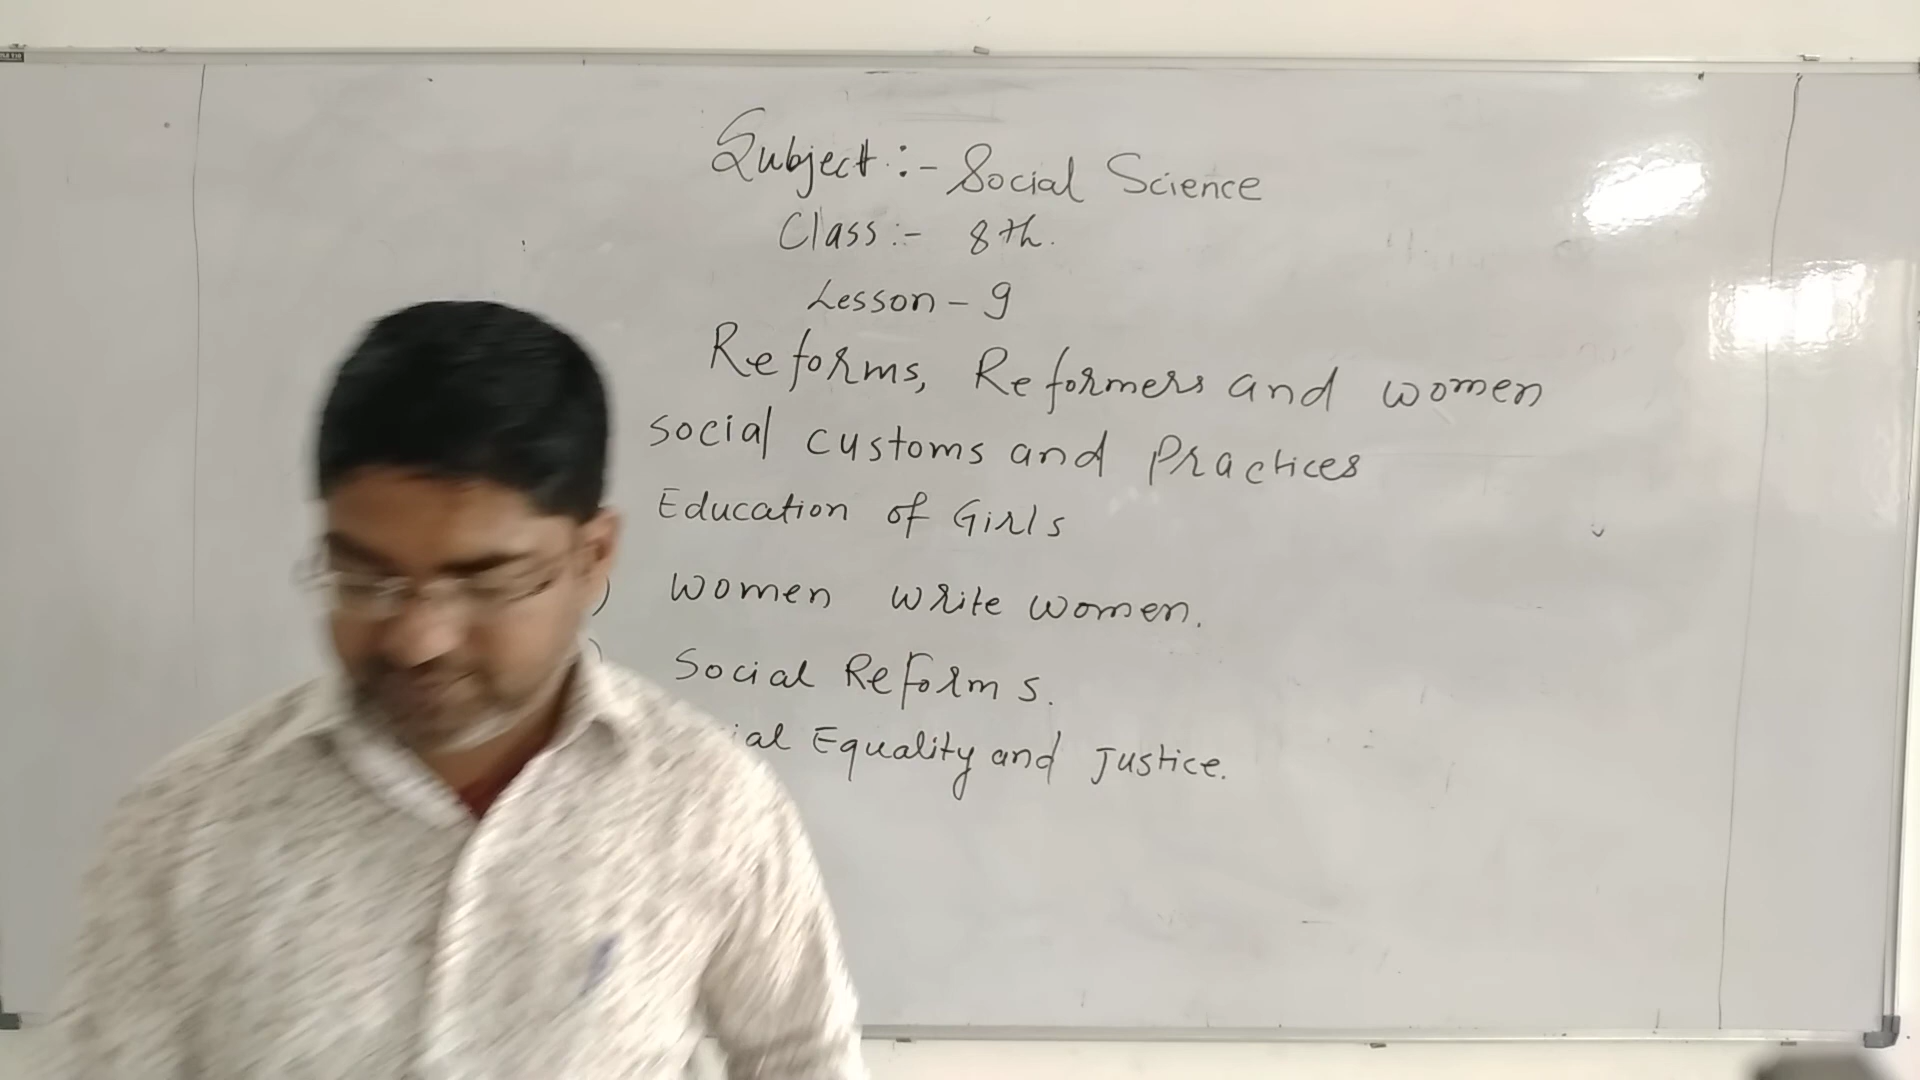 Subject :- Social Science
Class :- 8th.
Lesson - 9
Reforms, Reformers and women
social customs and Practices
Education of Girls
) women write women.
) Social Reforms.
ial Equality and Justice.